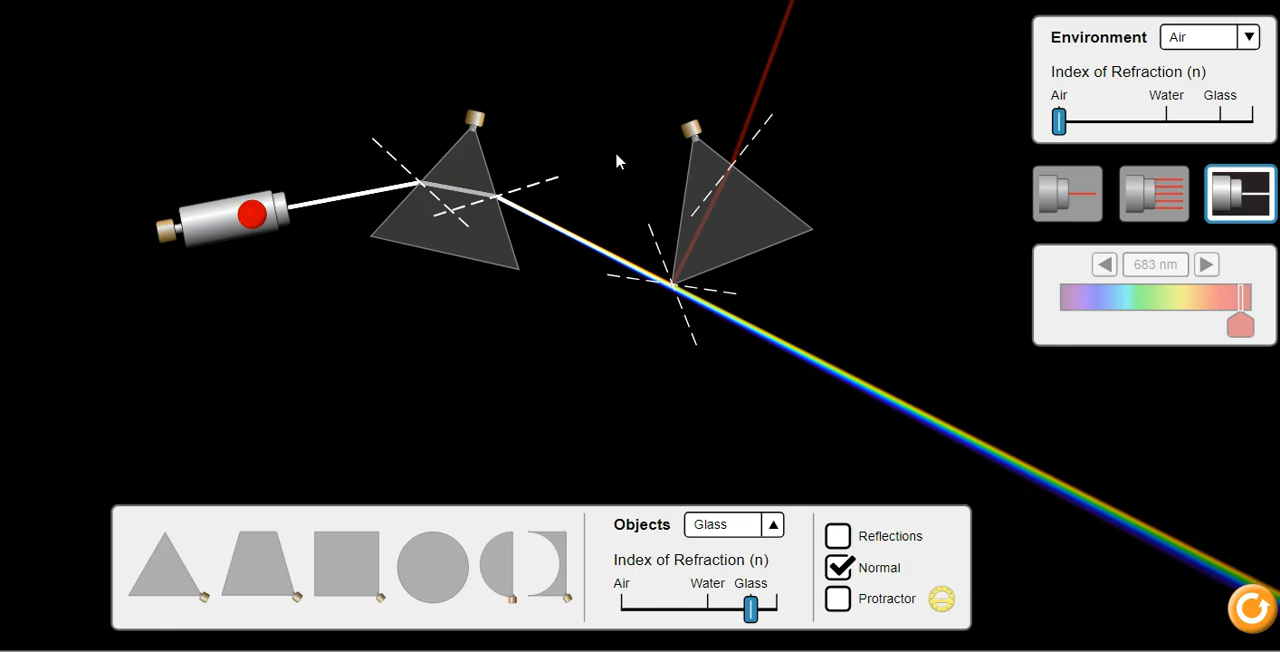 Environment Air
Index of Refraction (n)
Air Water Glass
683 nm
Objects Glass
Index of Refraction (n)
Air Water Glass
Reflections
Normal
Protractor